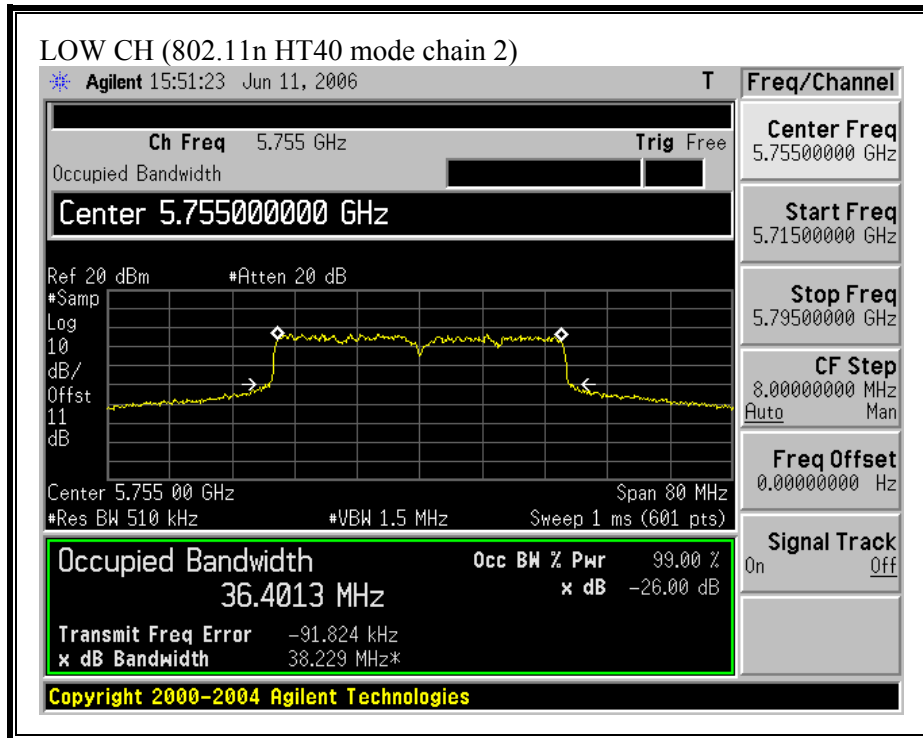 LOW CH (802.11n HT40 mode chain 2)
Agilent 15:51:23 Jun 11, 2006 T
Freq/Channel
Ch Freq 5.755 GHz Trig Free
Occupied Bandwidth
Center 5.755000000 GHz
Center Freq
5.75500000 GHz
Start Freq
5.71500000 GHz
Stop Freq
5.79500000 GHz
CF Step
8.00000000 MHz
Auto Man
Freq Offset
0.00000000 Hz
Signal Track
On Off
Ref 20 dBm #Atten 20 dB
#Samp
Log
10
dB/
Offst
11
dB
Center 5.755 00 GHz Span 80 MHz
#Res BW 510 kHz #VBW 1.5 MHz Sweep 1 ms (601 pts)
Occupied Bandwidth Occ BW % Pwr 99.00 %
36.4013 MHz x dB -26.00 dB
Transmit Freq Error -91.824 kHz
x dB Bandwidth 38.229 MHz*
Copyright 2000-2004 Agilent Technologies